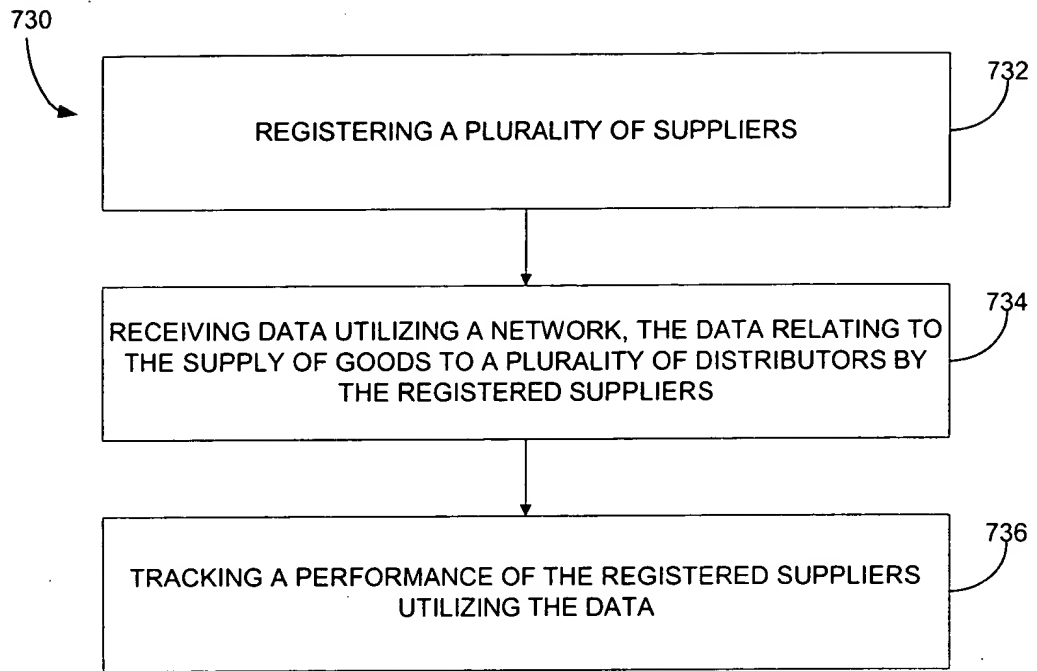 730
732
REGISTERING A PLURALITY OF SUPPLIERS
734
RECEIVING DATA UTILIZING A NETWORK, THE DATA RELATING TO
THE SUPPLY OF GOODS TO A PLURALITY OF DISTRIBUTORS BY
THE REGISTERED SUPPLIERS
736
TRACKING A PERFORMANCE OF THE REGISTERED SUPPLIERS
UTILIZING THE DATA